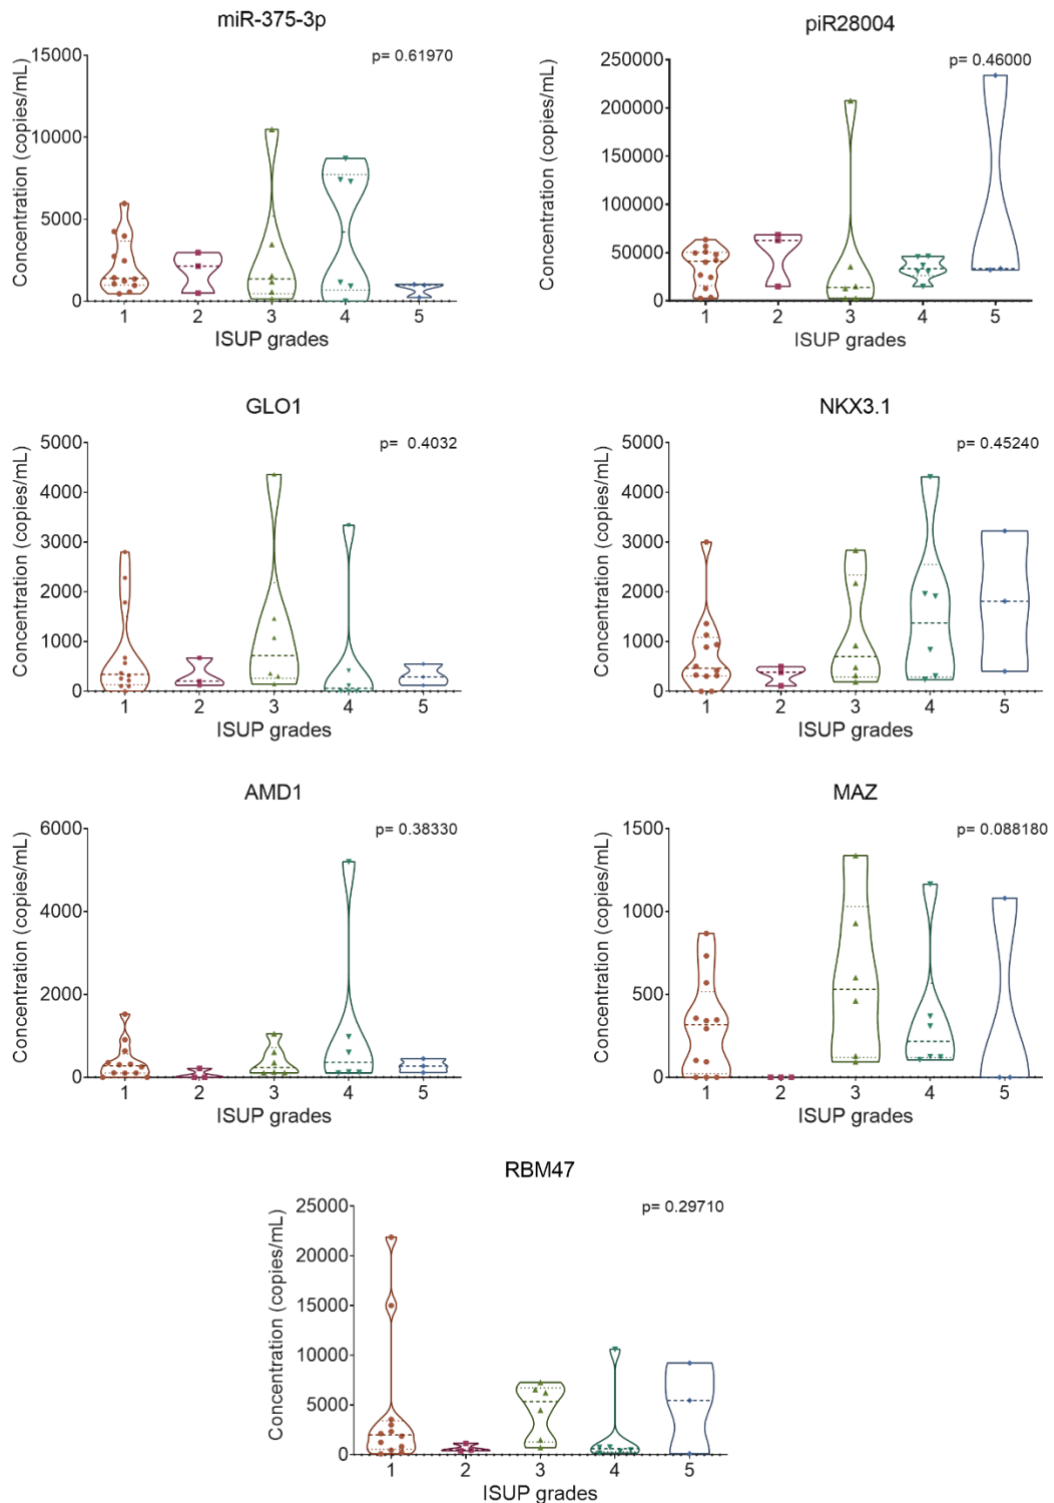 miR-375-3p
p= 0.61970
Concentration (copies/mL)
15000
10000
5000
0
1 2 3 4 5
ISUP grades
piR28004
p= 0.46000
Concentration (copies/mL)
250000
200000
150000
100000
50000
0
1 2 3 4 5
ISUP grades
GLO1
p= 0.4032
Concentration (copies/mL)
5000
4000
3000
2000
1000
0
1 2 3 4 5
ISUP grades
NKX3.1
p= 0.45240
Concentration (copies/mL)
5000
4000
3000
2000
1000
0
1 2 3 4 5
ISUP grades
AMD1
p= 0.38330
Concentration (copies/mL)
6000
4000
2000
0
1 2 3 4 5
ISUP grades
MAZ
p= 0.088180
Concentration (copies/mL)
1500
1000
500
0
1 2 3 4 5
ISUP grades
RBM47
p= 0.29710
Concentration (copies/mL)
25000
20000
15000
10000
5000
0
1 2 3 4 5
ISUP grades